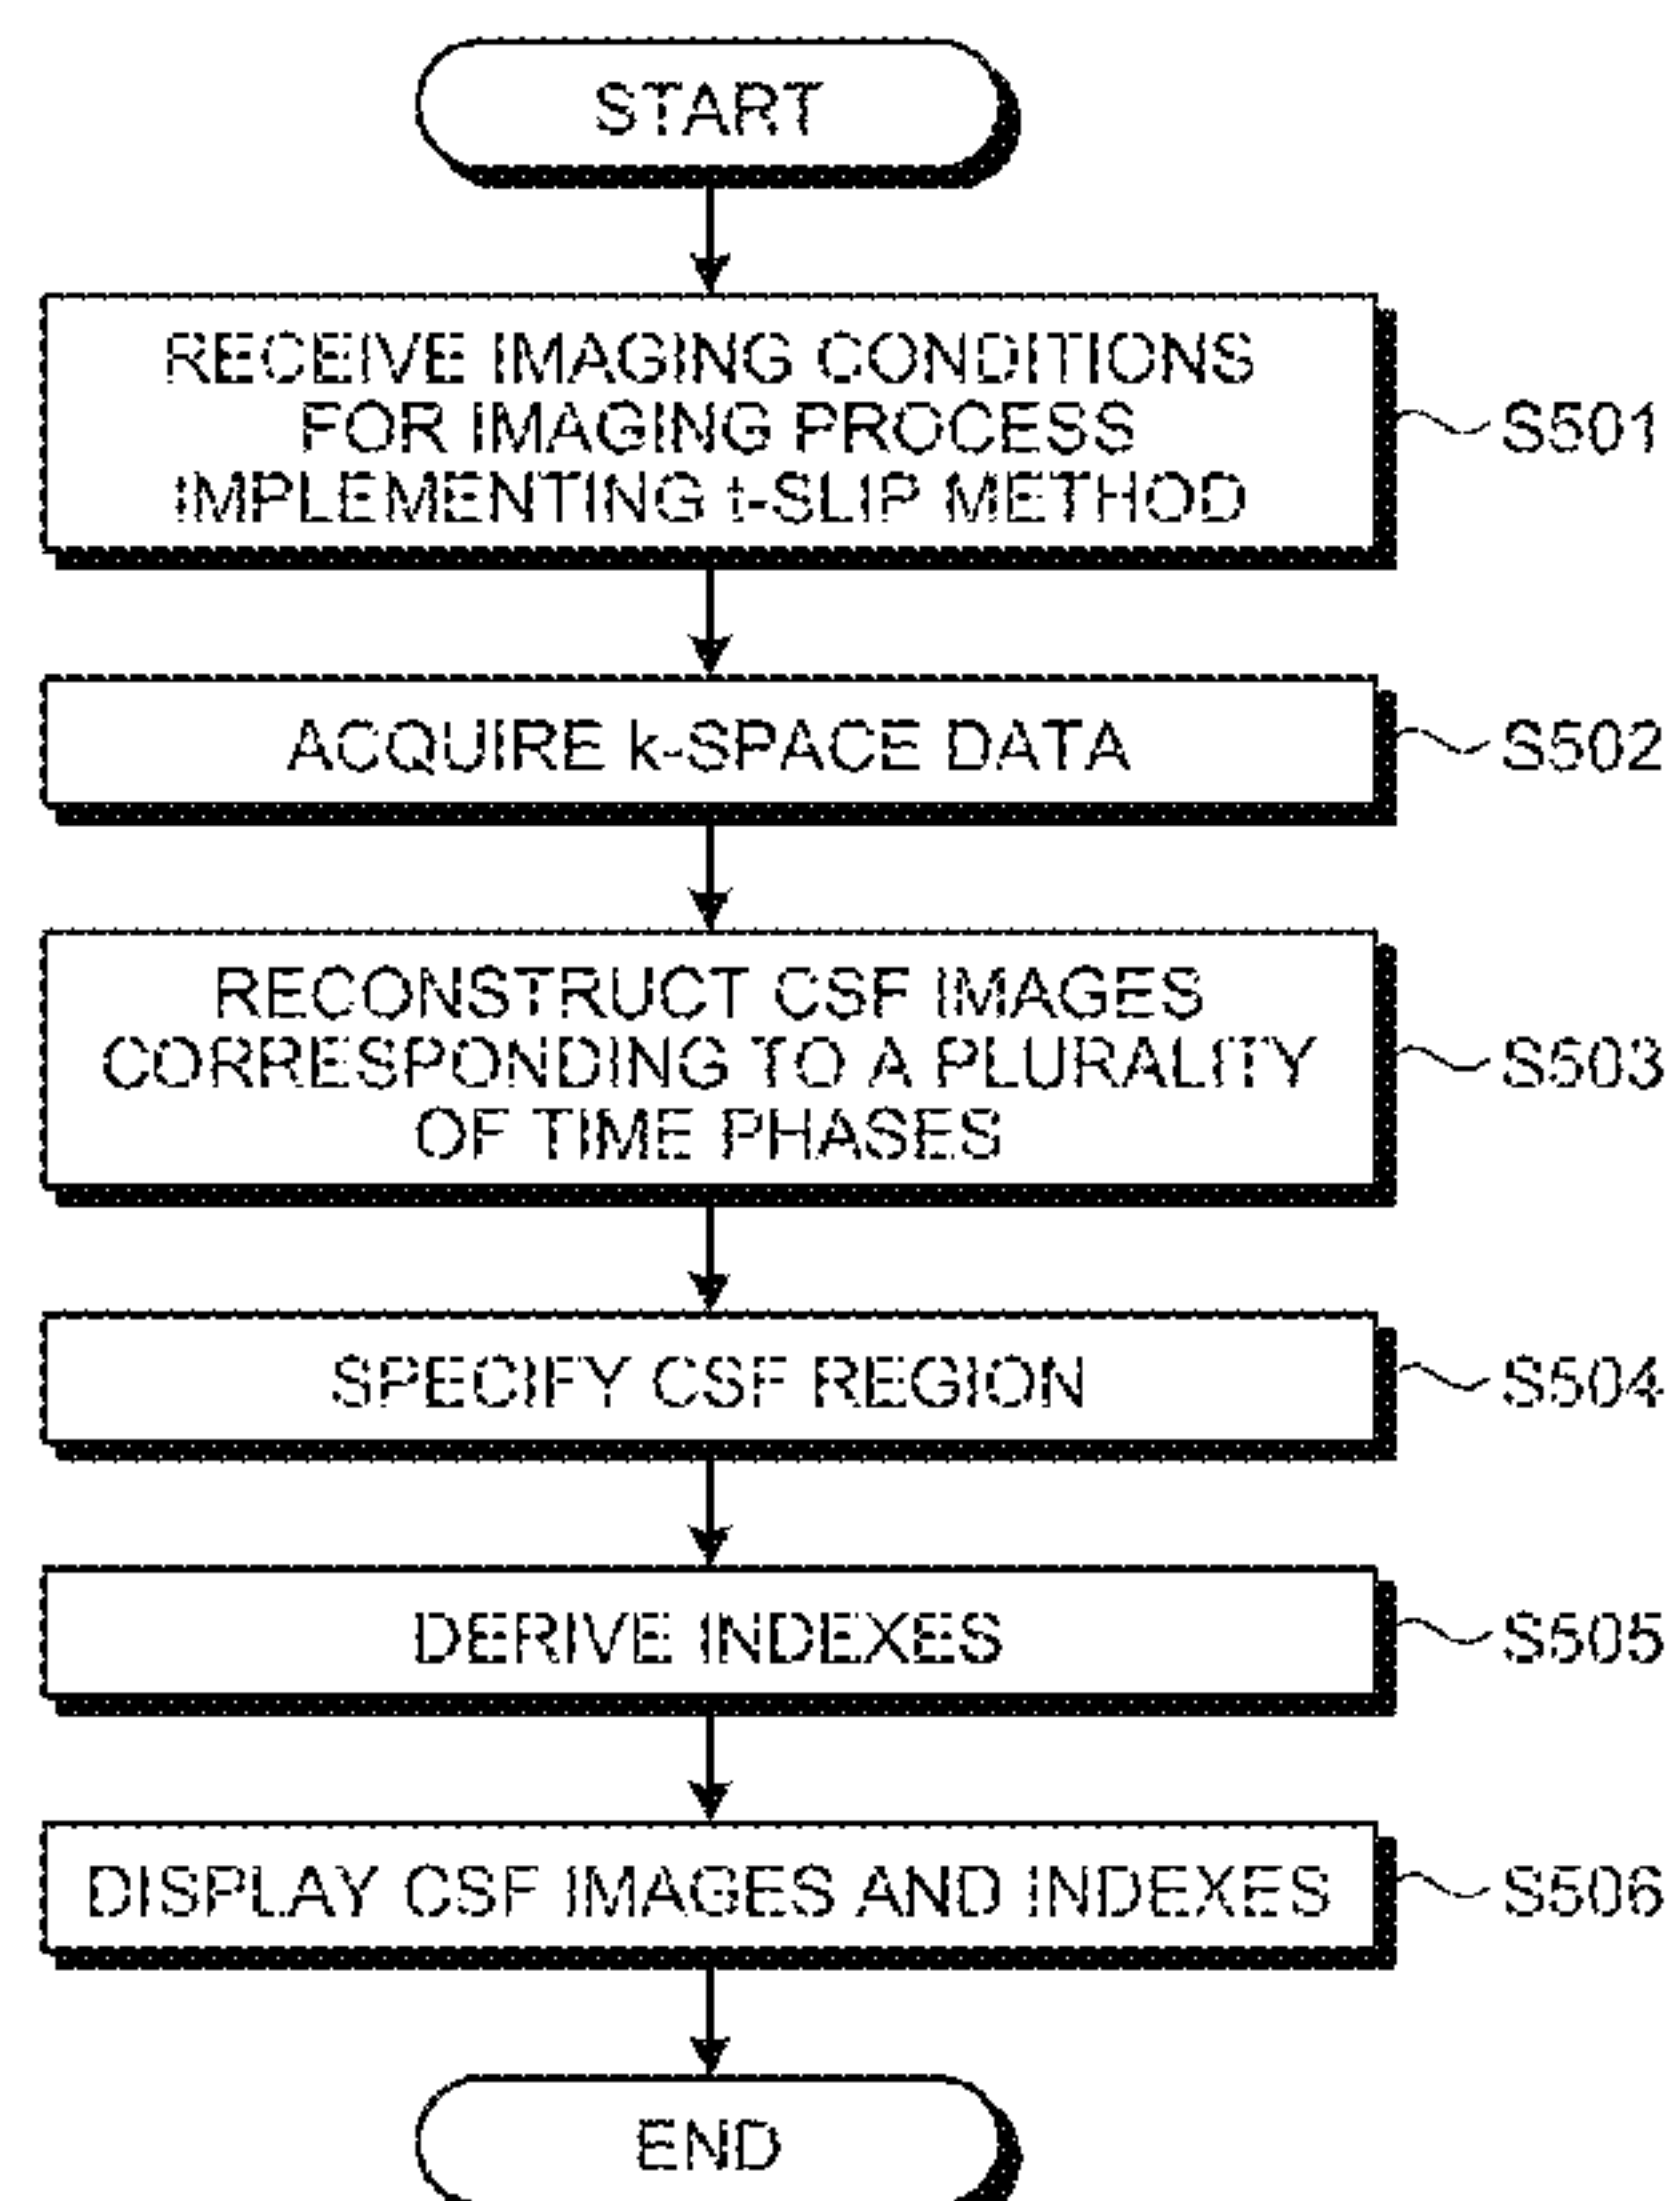 START
RECEIVE IMAGING CONDITIONS
FOR IMAGING PROCESS
IMPLEMENTING t-SLIP METHOD
S501
ACQUIRE k-SPACE DATA
S502
RECONSTRUCT CSF IMAGES
CORRESPONDING TO A PLURALITY
OF TIME PHASES
S503
SPECIFY CSF REGION
S504
DERIVE INDEXES
S505
DISPLAY CSF IMAGES AND INDEXES
S506
END